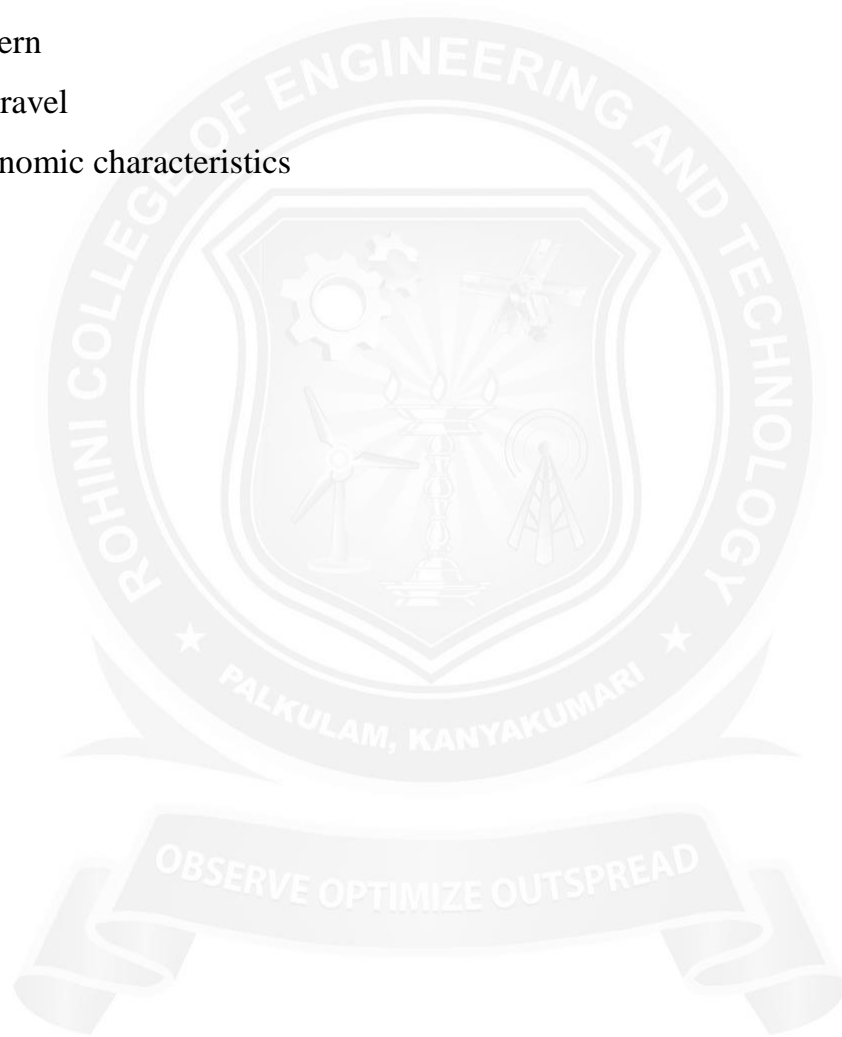 ern
ravel
nomic characteristics
ROHINI COLLEGE OF ENGINEERING AND TECHNOLOGY
PALKULAM, KANYAKUMARI
OBSERVE OPTIMIZE OUTSPREAD